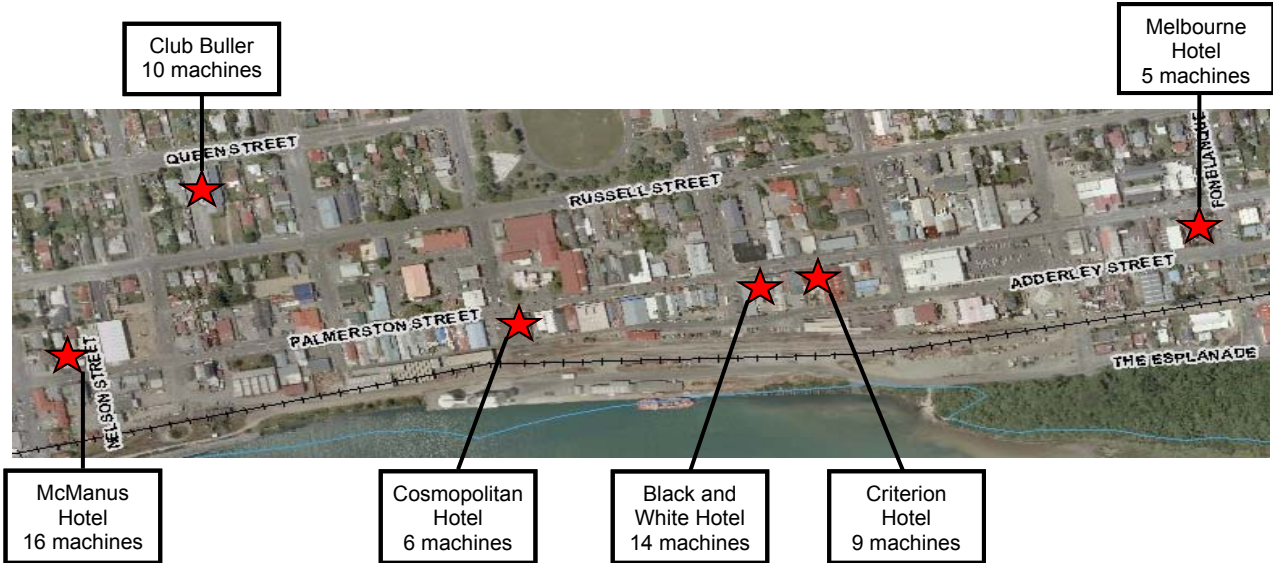 Club Buller
10 machines
Melbourne
Hotel
5 machines
QUEEN STREET
RUSSELL STREET
FONBLANQUE
ADDERLEY STREET
PALMERSTON STREET
NELSON STREET
THE ESPLANADE
McManus
Hotel
16 machines
Cosmopolitan
Hotel
6 machines
Black and
White Hotel
14 machines
Criterion
Hotel
9 machines